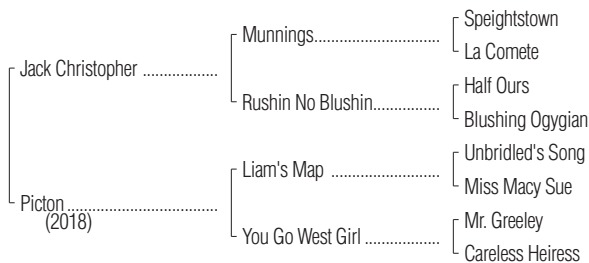 Speightstown
Munnings
La Comete
Jack Christopher
Half Ours
Rushin No Blushin
Blushing Ogygian
Unbridled's Song
Liam's Map
Miss Macy Sue
Picton
(2018)
Mr. Greeley
You Go West Girl
Careless Heiress